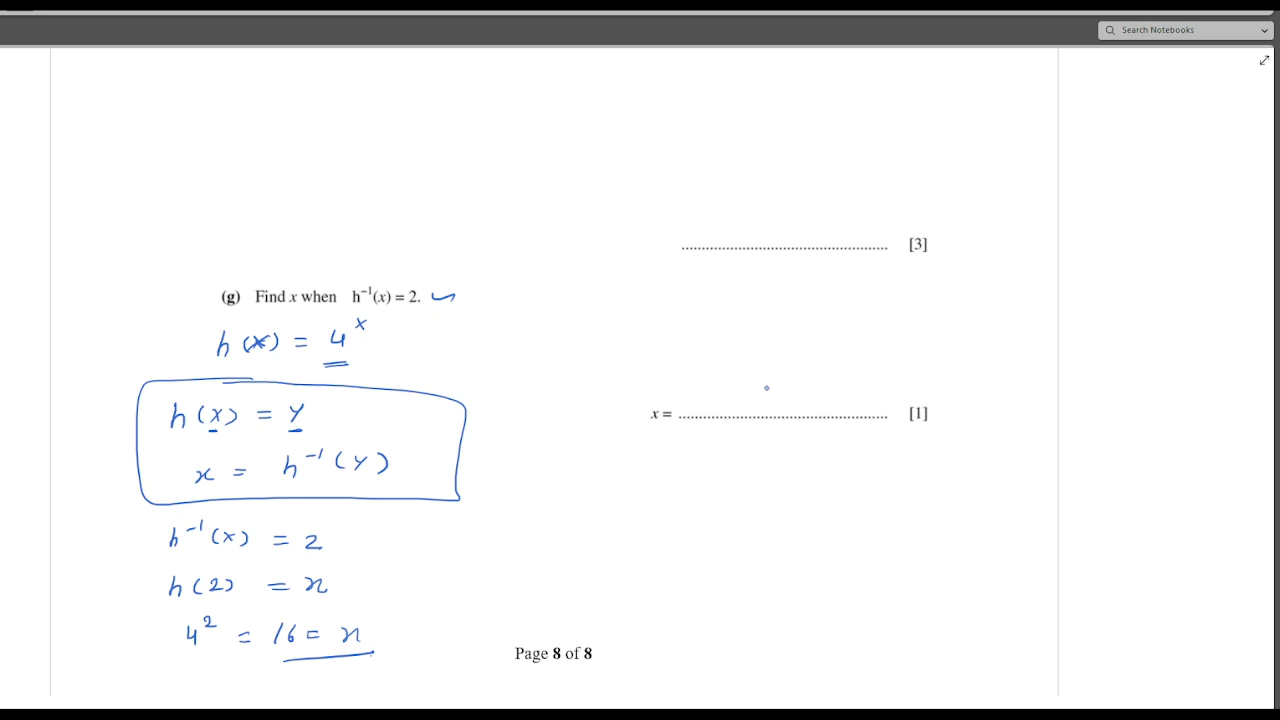 Search Notebooks
.................................................... [3]
(g) Find x when h⁻¹(x) = 2.
h (x) = 4ˣ
h (x) = y
x = h⁻¹ (y)
x = .................................................... [1]
h⁻¹ (x) = 2
h (2) = x
4² = 16 = x
Page 8 of 8